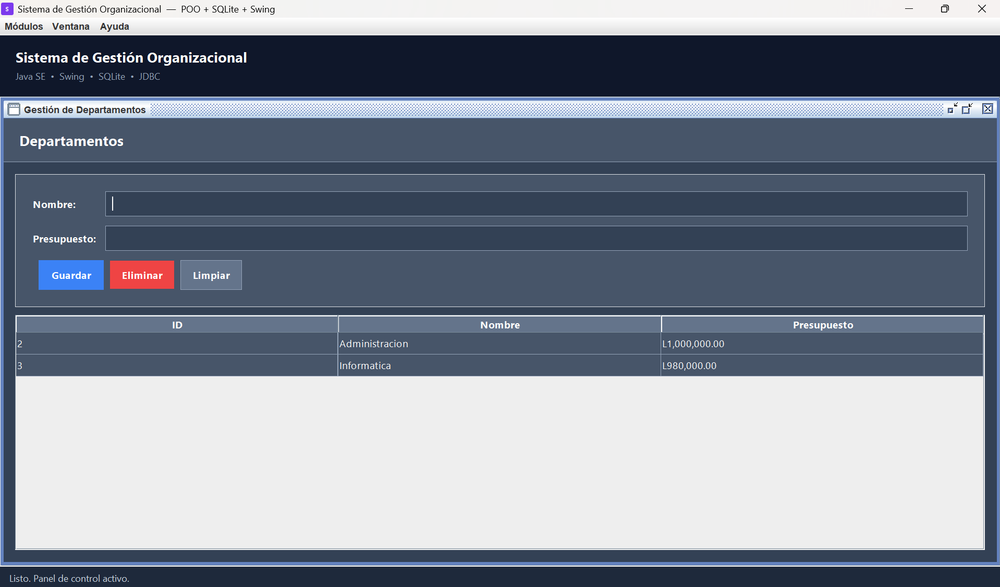 S Sistema de Gestión Organizacional — POO + SQLite + Swing
Módulos Ventana Ayuda
Sistema de Gestión Organizacional
Java SE • Swing • SQLite • JDBC
Gestión de Departamentos
Departamentos
Nombre:
Presupuesto:
Guardar Eliminar Limpiar
ID Nombre Presupuesto
2 Administracion L1,000,000.00
3 Informatica L980,000.00
Listo. Panel de control activo.